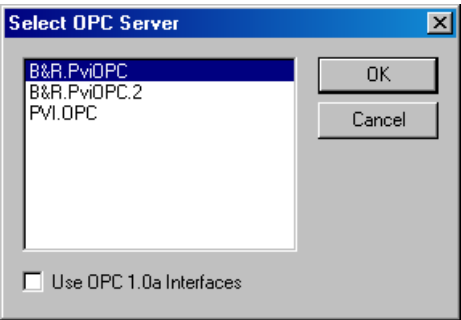 Select OPC Server
B&R.PviOPC
B&R.PviOPC.2
PVI.OPC
OK
Cancel
Use OPC 1.0a Interfaces